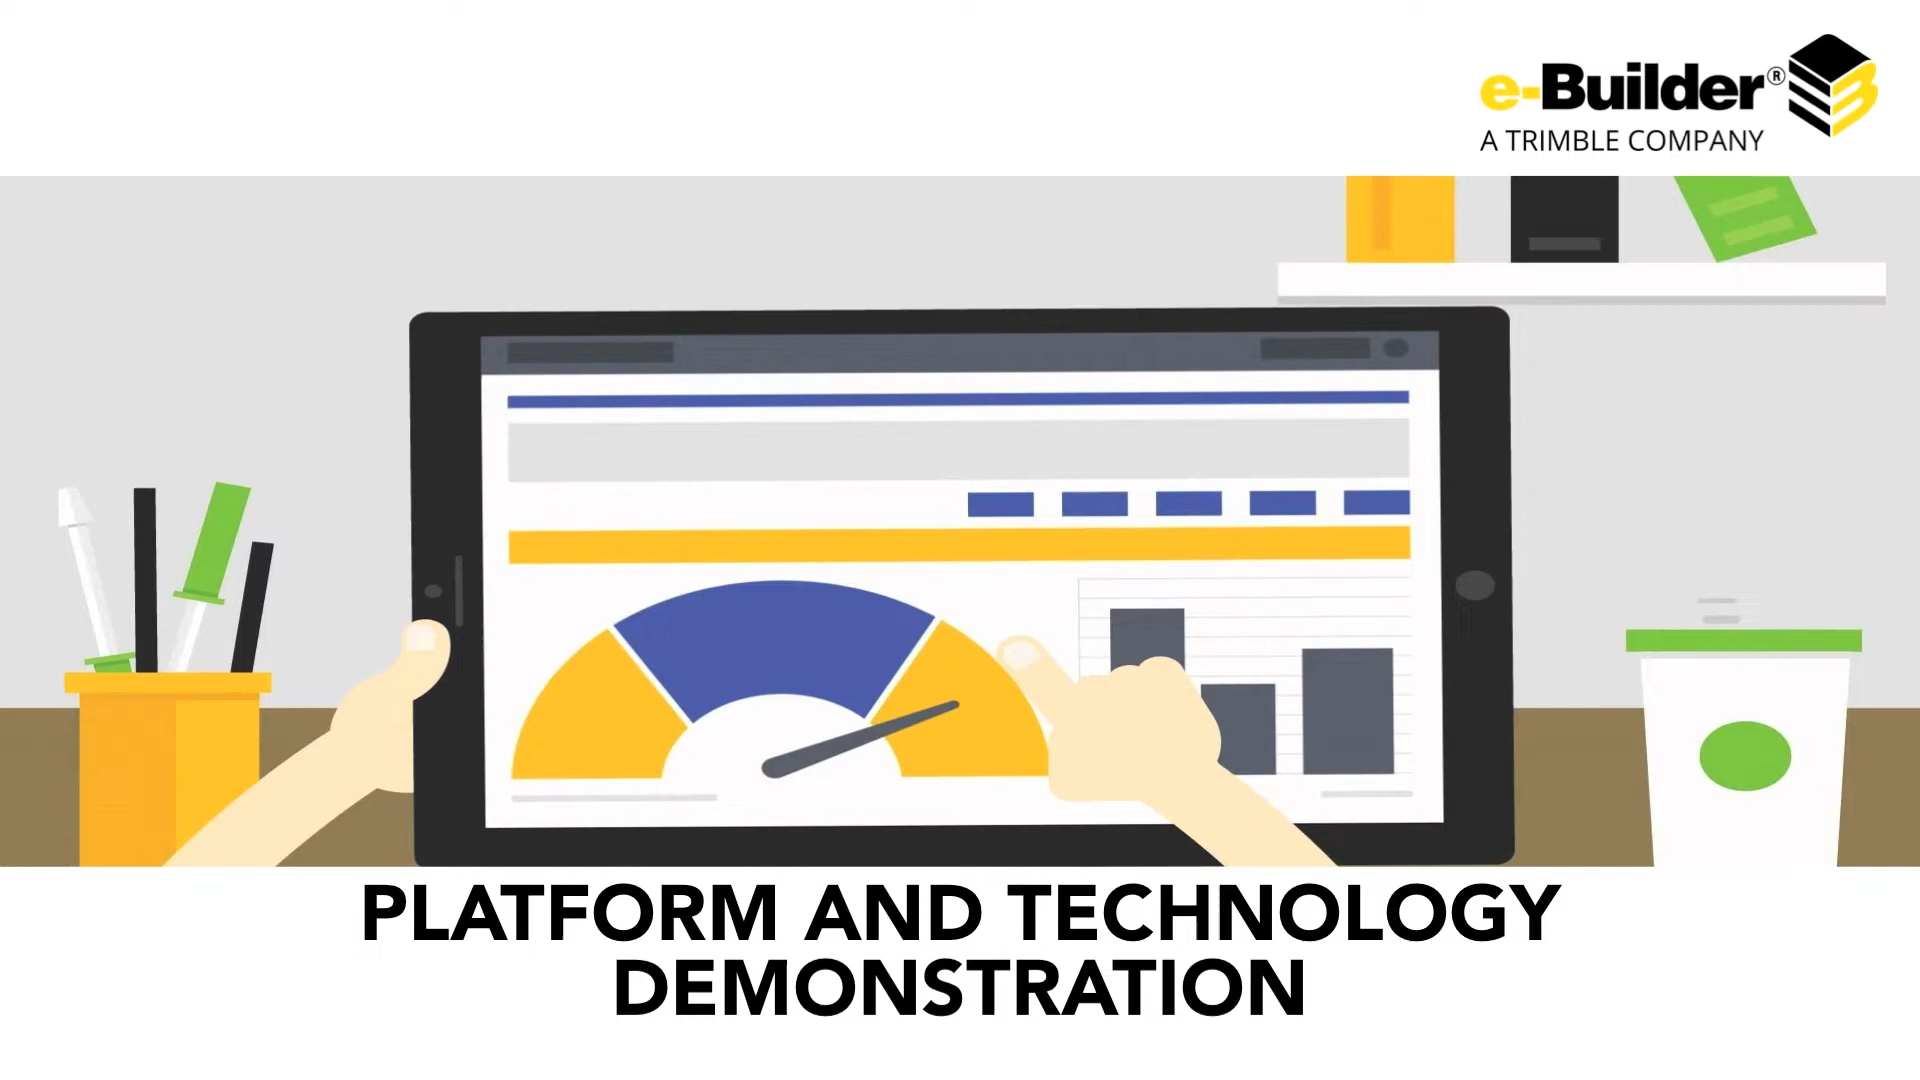 e-Builder®
A TRIMBLE COMPANY
PLATFORM AND TECHNOLOGY
DEMONSTRATION